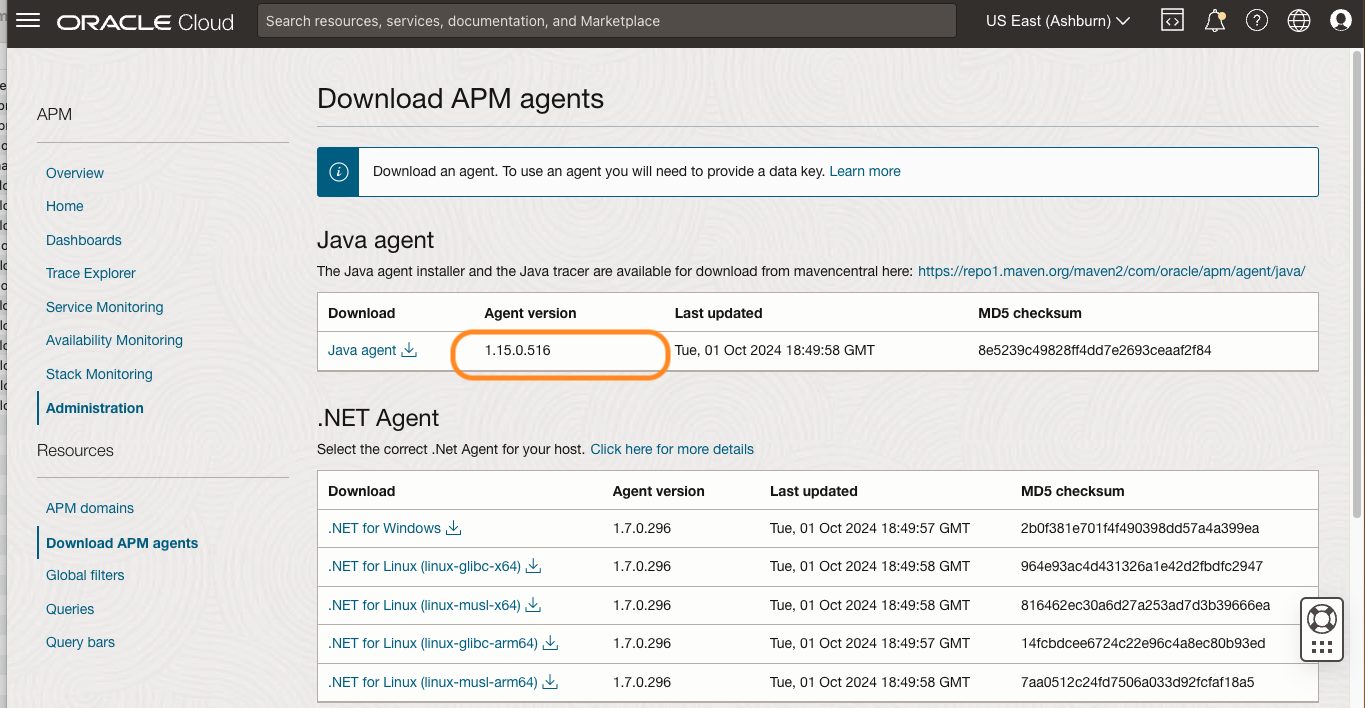 ORACLE Cloud
Search resources, services, documentation, and Marketplace
US East (Ashburn)
APM
Overview
Home
Dashboards
Trace Explorer
Service Monitoring
Availability Monitoring
Stack Monitoring
Administration
Resources
APM domains
Download APM agents
Global filters
Queries
Query bars
Download APM agents
Download an agent. To use an agent you will need to provide a data key. Learn more
Java agent
The Java agent installer and the Java tracer are available for download from mavencentral here: https://repo1.maven.org/maven2/com/oracle/apm/agent/java/
Download Agent version Last updated MD5 checksum
Java agent 1.15.0.516 Tue, 01 Oct 2024 18:49:58 GMT 8e5239c49828ff4dd7e2693ceaaf2f84
.NET Agent
Select the correct .Net Agent for your host. Click here for more details
Download Agent version Last updated MD5 checksum
.NET for Windows 1.7.0.296 Tue, 01 Oct 2024 18:49:57 GMT 2b0f381e701f4f490398dd57a4a399ea
.NET for Linux (linux-glibc-x64) 1.7.0.296 Tue, 01 Oct 2024 18:49:58 GMT 964e93ac4d431326a1e42d2fbdfc2947
.NET for Linux (linux-musl-x64) 1.7.0.296 Tue, 01 Oct 2024 18:49:58 GMT 816462ec30a6d27a253ad7d3b39666ea
.NET for Linux (linux-glibc-arm64) 1.7.0.296 Tue, 01 Oct 2024 18:49:58 GMT 14fcbdcee6724c22e96c4a8ec80b93ed
.NET for Linux (linux-musl-arm64) 1.7.0.296 Tue, 01 Oct 2024 18:49:58 GMT 7aa0512c24fd7506a033d92fcfaf18a5